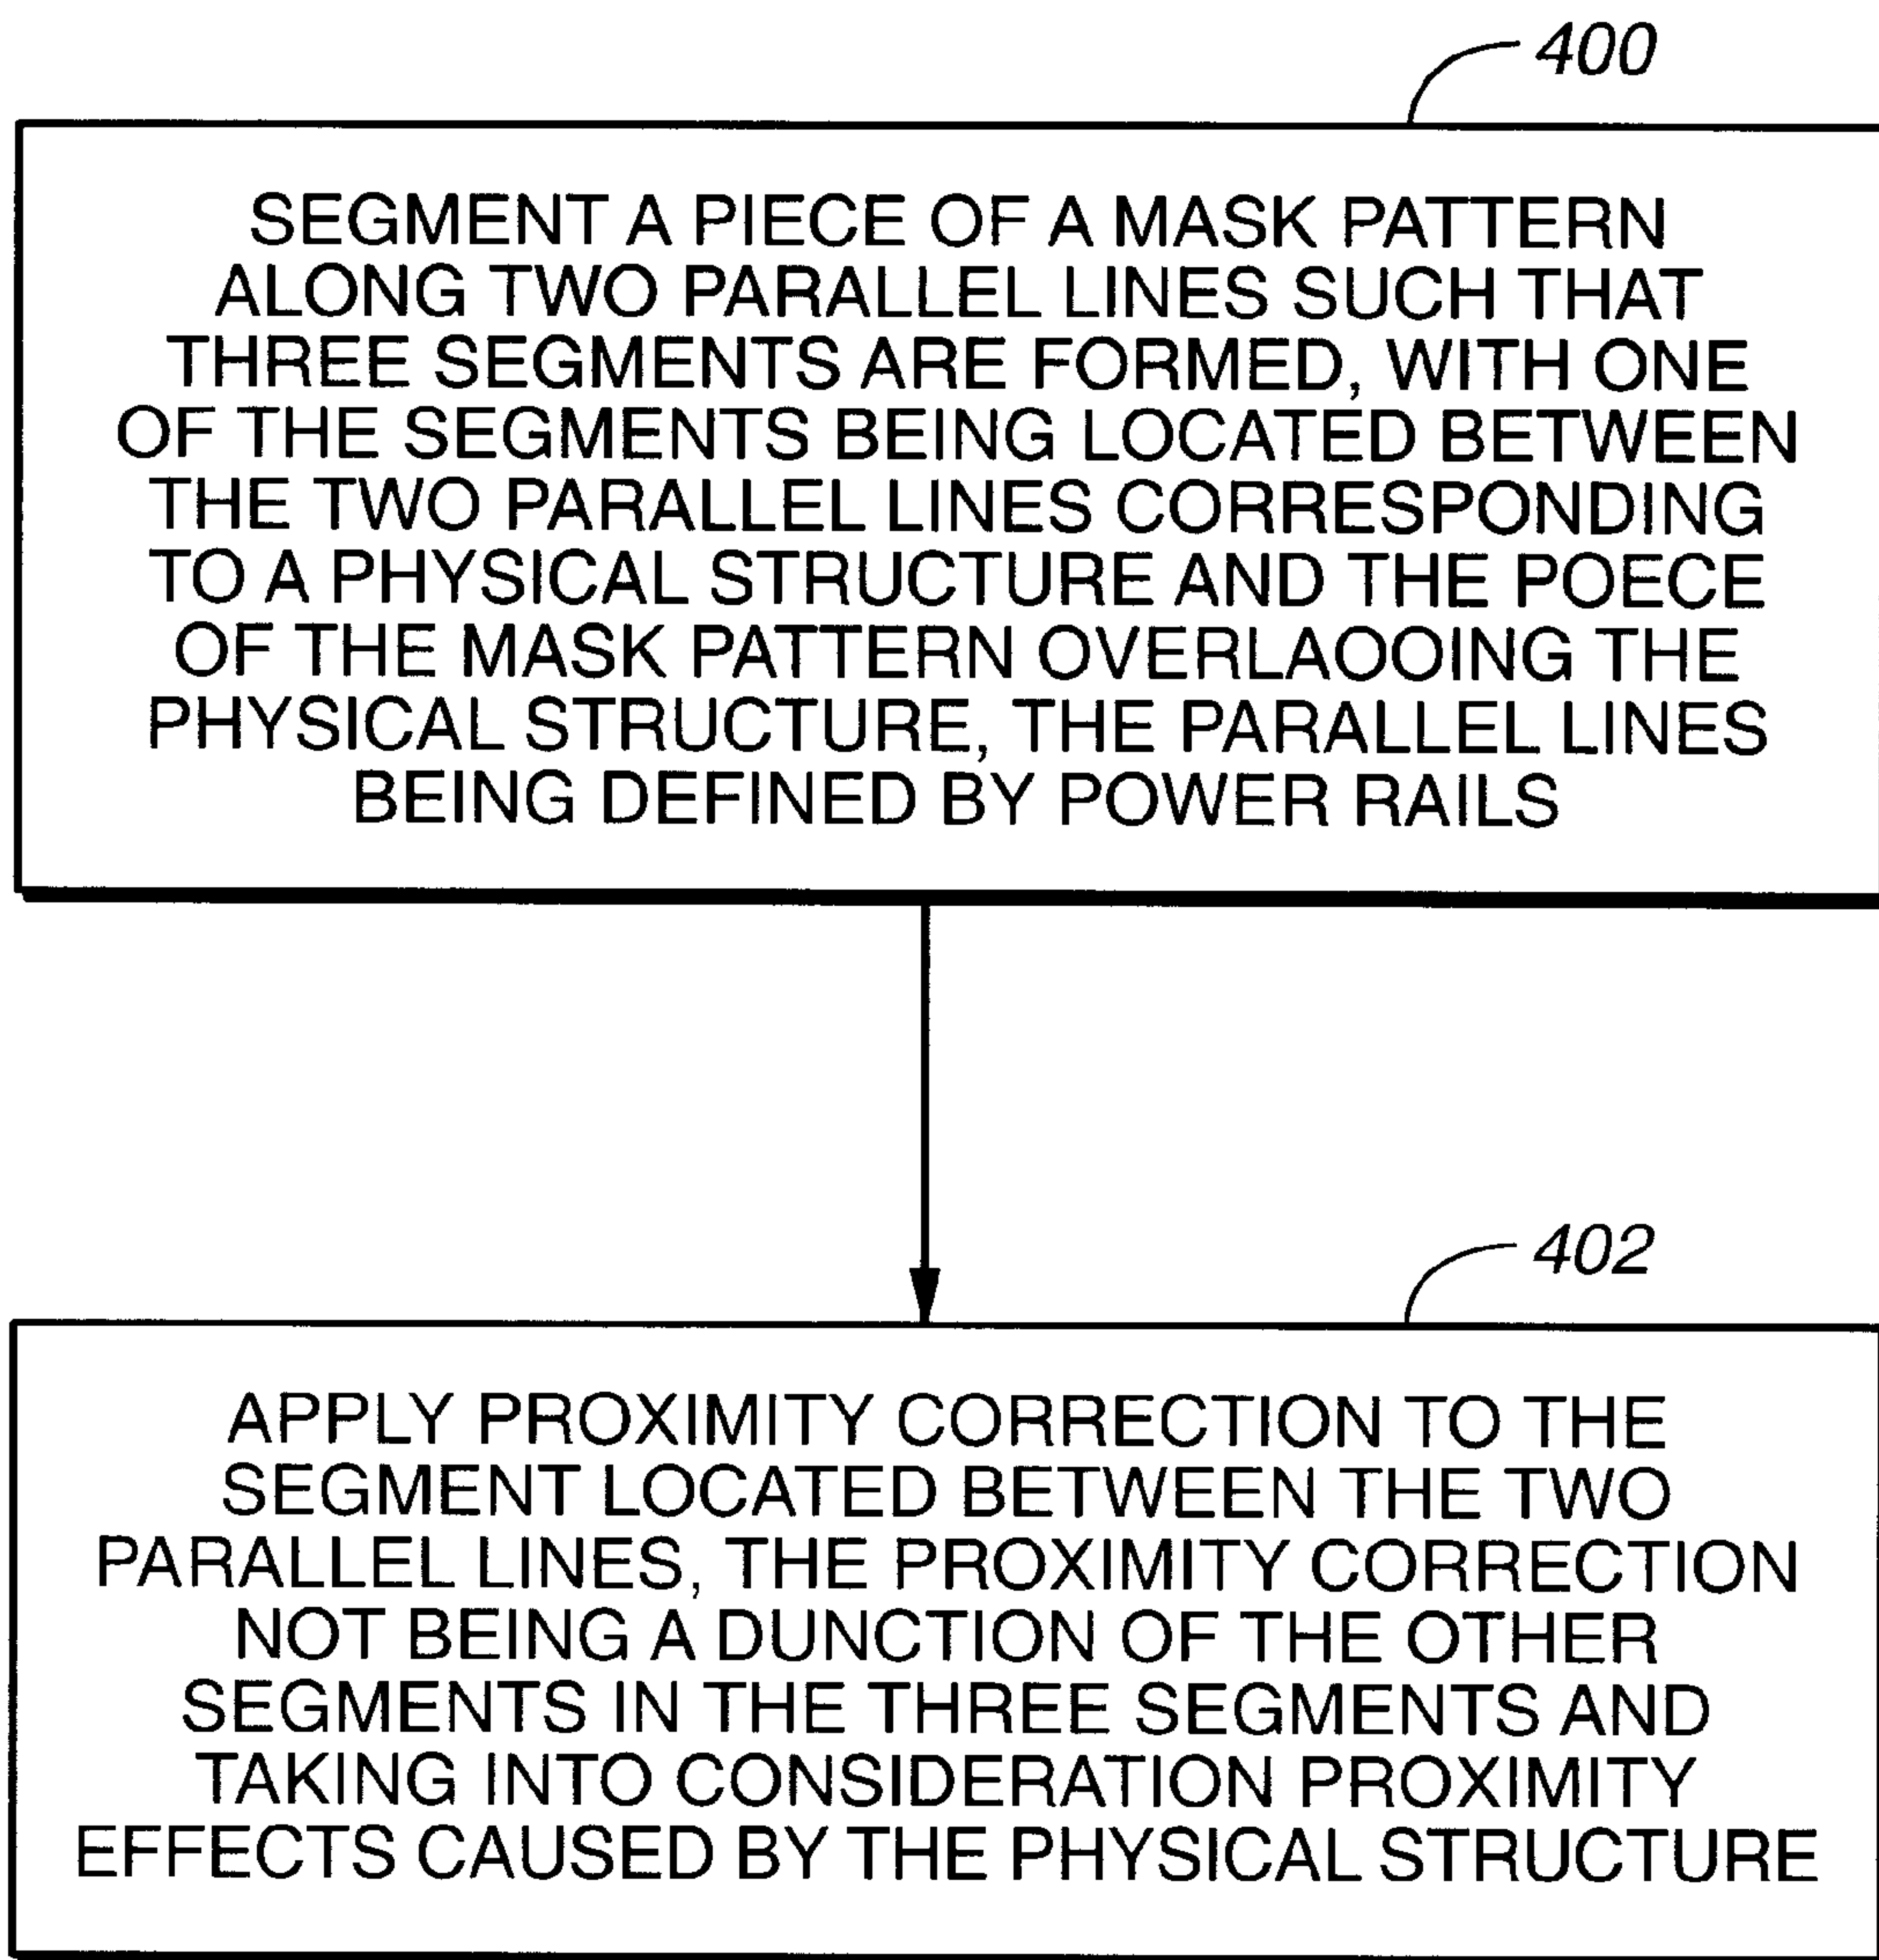 400
SEGMENT A PIECE OF A MASK PATTERN
ALONG TWO PARALLEL LINES SUCH THAT
THREE SEGMENTS ARE FORMED, WITH ONE
OF THE SEGMENTS BEING LOCATED BETWEEN
THE TWO PARALLEL LINES CORRESPONDING
TO A PHYSICAL STRUCTURE AND THE POECE
OF THE MASK PATTERN OVERLAOOING THE
PHYSICAL STRUCTURE, THE PARALLEL LINES
BEING DEFINED BY POWER RAILS
402
APPLY PROXIMITY CORRECTION TO THE
SEGMENT LOCATED BETWEEN THE TWO
PARALLEL LINES, THE PROXIMITY CORRECTION
NOT BEING A DUNCTION OF THE OTHER
SEGMENTS IN THE THREE SEGMENTS AND
TAKING INTO CONSIDERATION PROXIMITY
EFFECTS CAUSED BY THE PHYSICAL STRUCTURE